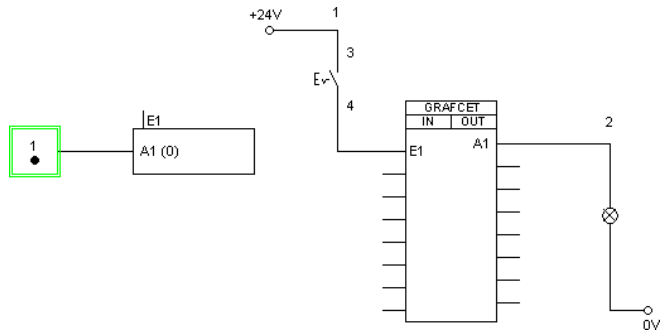 +24V
1
3
4
GRAFCET
IN OUT
E1
A1
2
0V
1
E1
A1 (0)